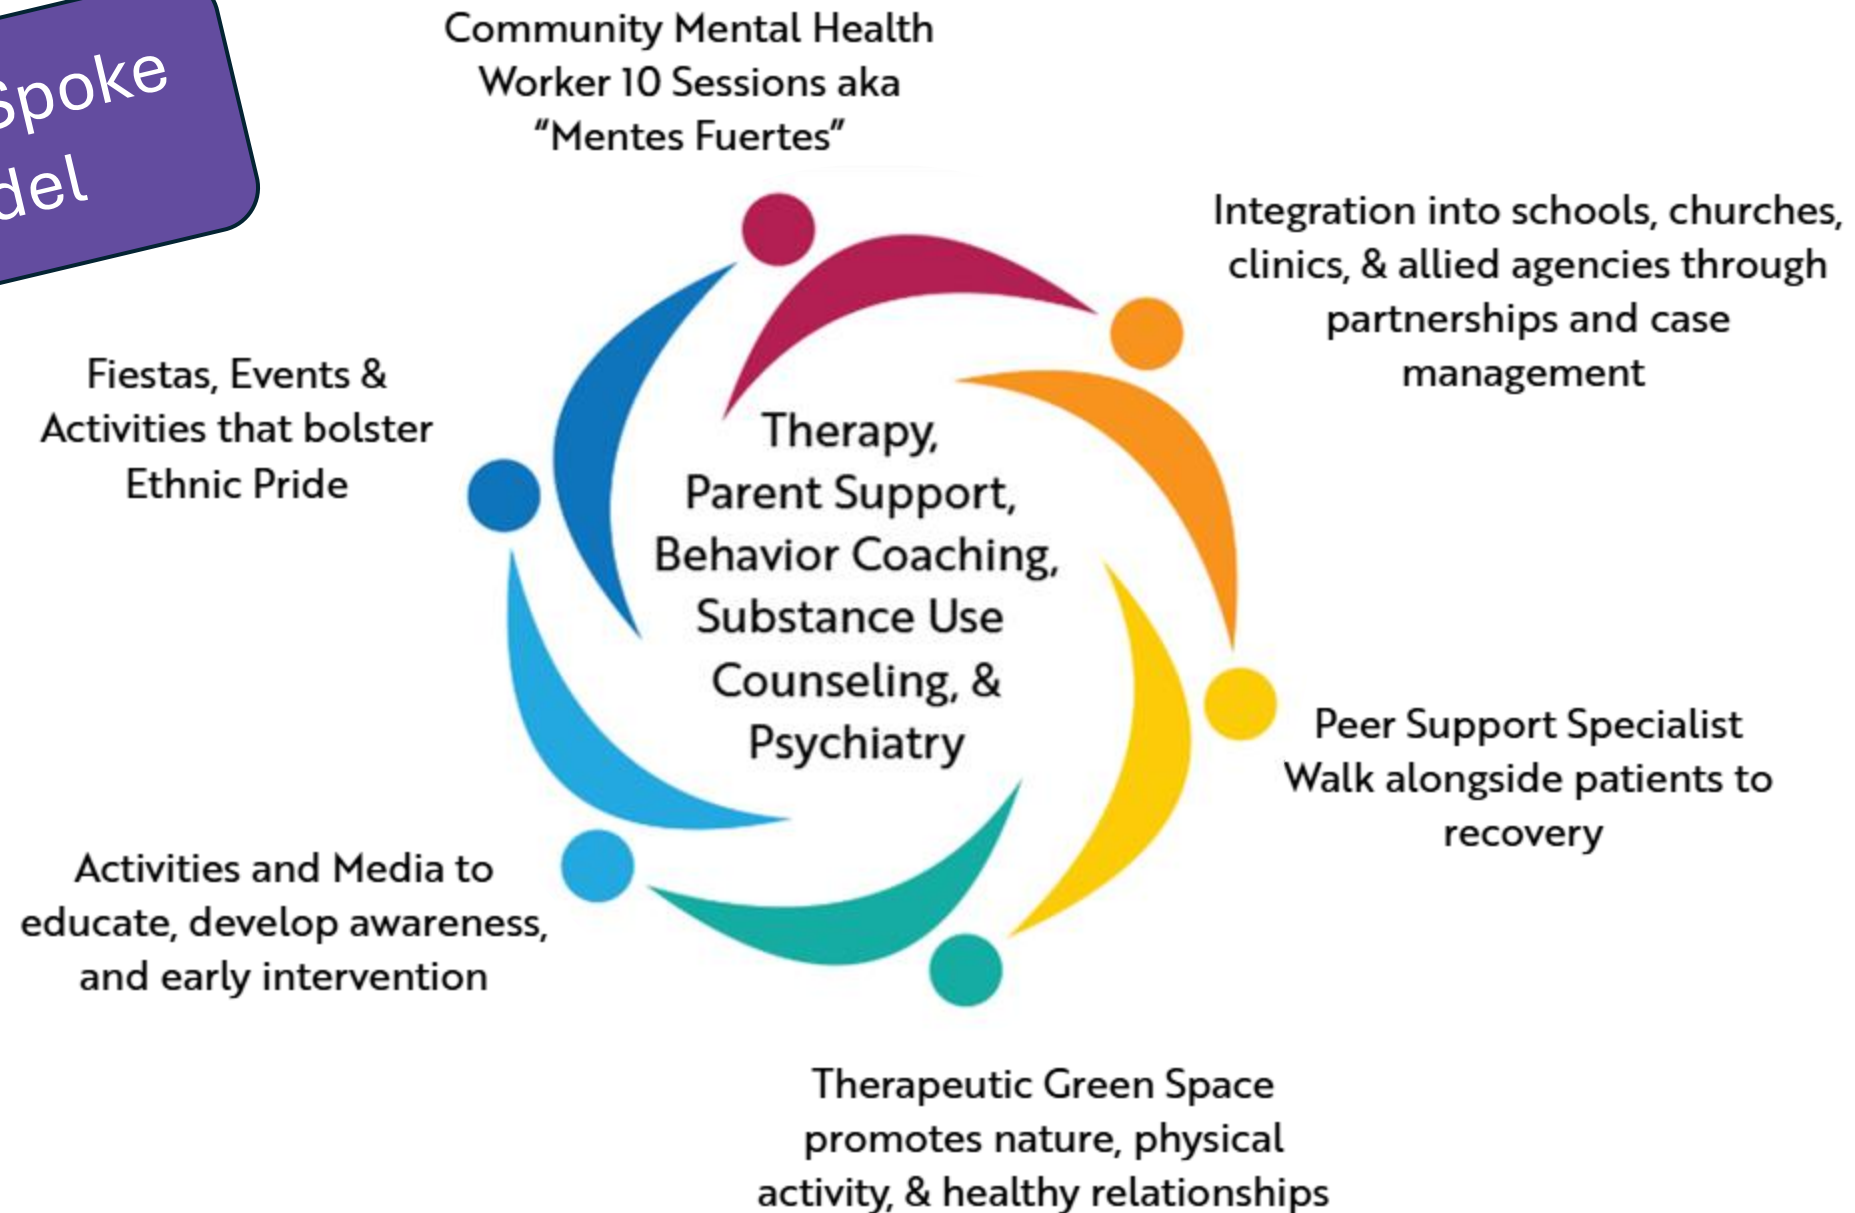 Spoke
Community Mental Health
Worker 10 Sessions aka
“Mentes Fuertes”
Integration into schools, churches,
clinics, & allied agencies through
partnerships and case
management
Fiestas, Events &
Activities that bolster
Ethnic Pride
Therapy,
Parent Support,
Behavior Coaching,
Substance Use
Counseling, &
Psychiatry
Peer Support Specialist
Walk alongside patients to
recovery
Activities and Media to
educate, develop awareness,
and early intervention
Therapeutic Green Space
promotes nature, physical
activity, & healthy relationships